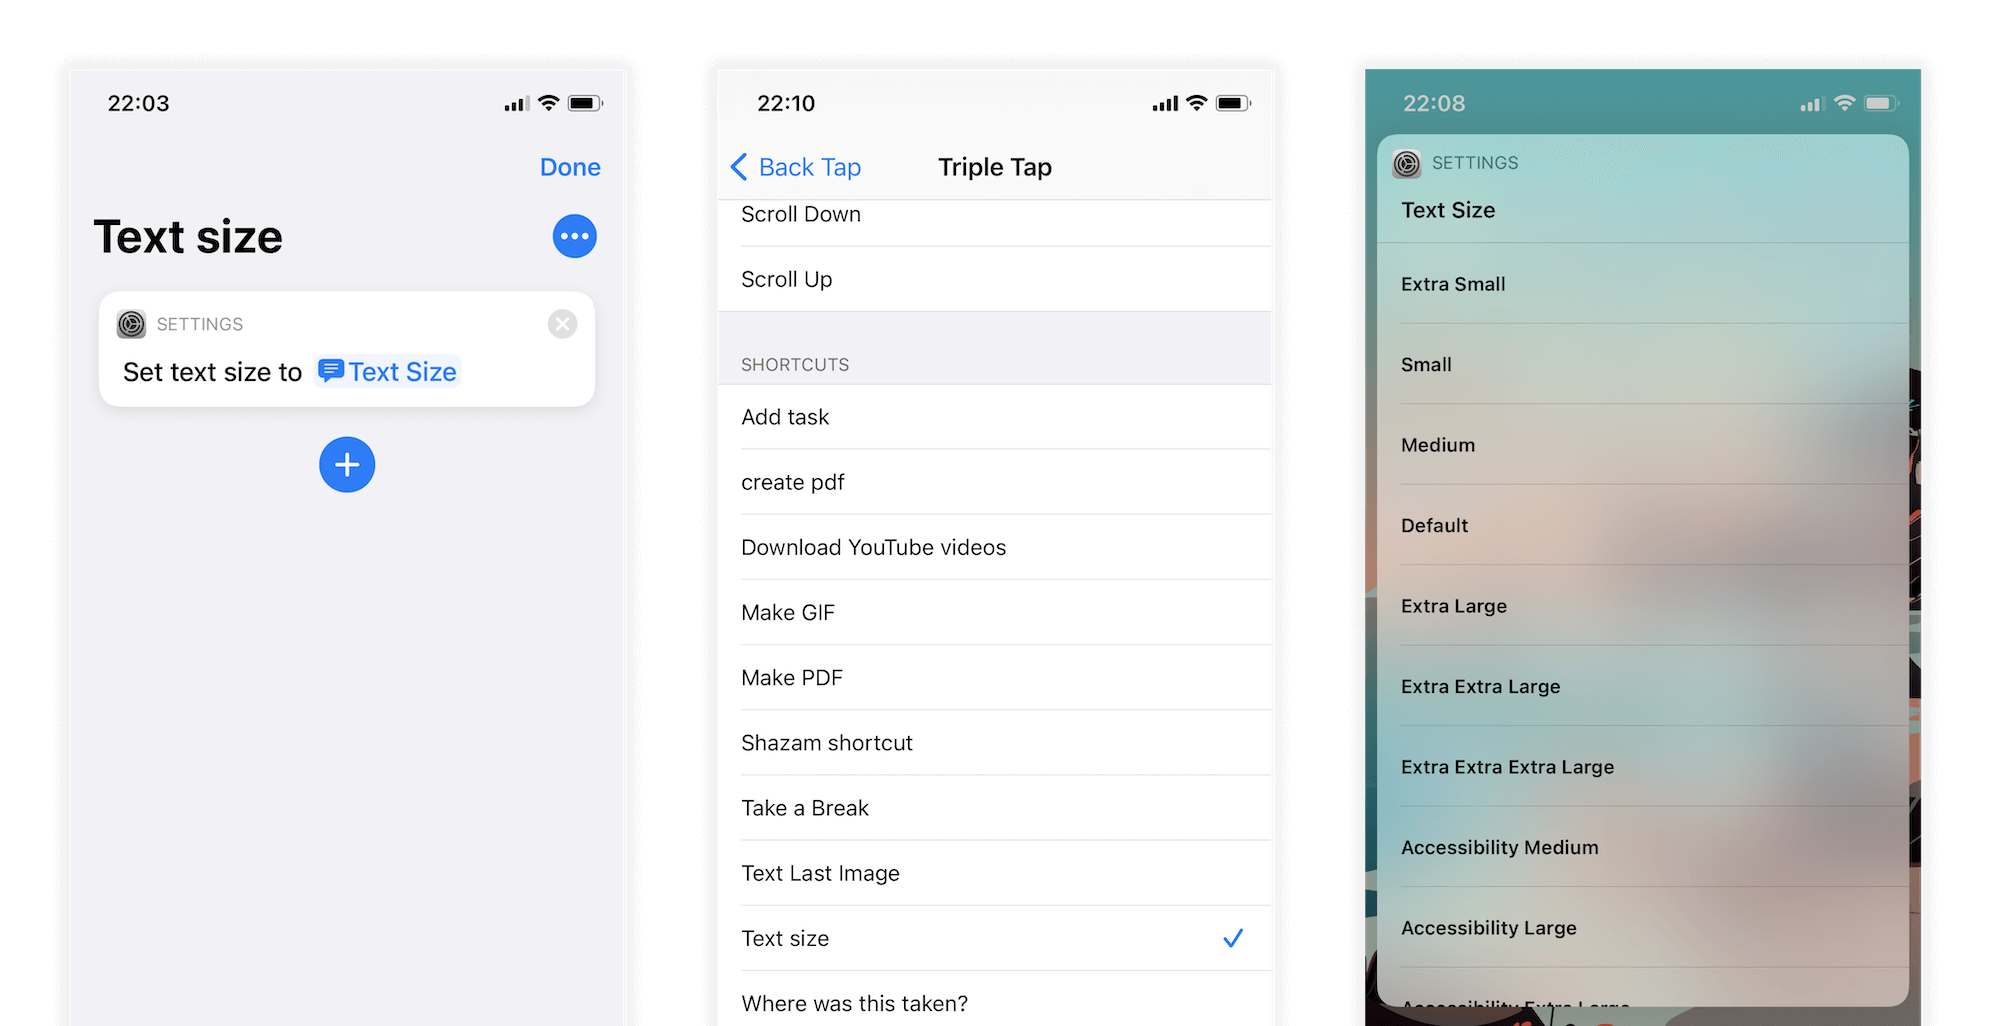 22:03
Done
Text size
SETTINGS
Set text size to Text Size
22:10
Back Tap
Triple Tap
Scroll Down
Scroll Up
SHORTCUTS
Add task
create pdf
Download YouTube videos
Make GIF
Make PDF
Shazam shortcut
Take a Break
Text Last Image
Text size
Where was this taken?
22:08
SETTINGS
Text Size
Extra Small
Small
Medium
Default
Extra Large
Extra Extra Large
Extra Extra Extra Large
Accessibility Medium
Accessibility Large
Accessibility Extra Large